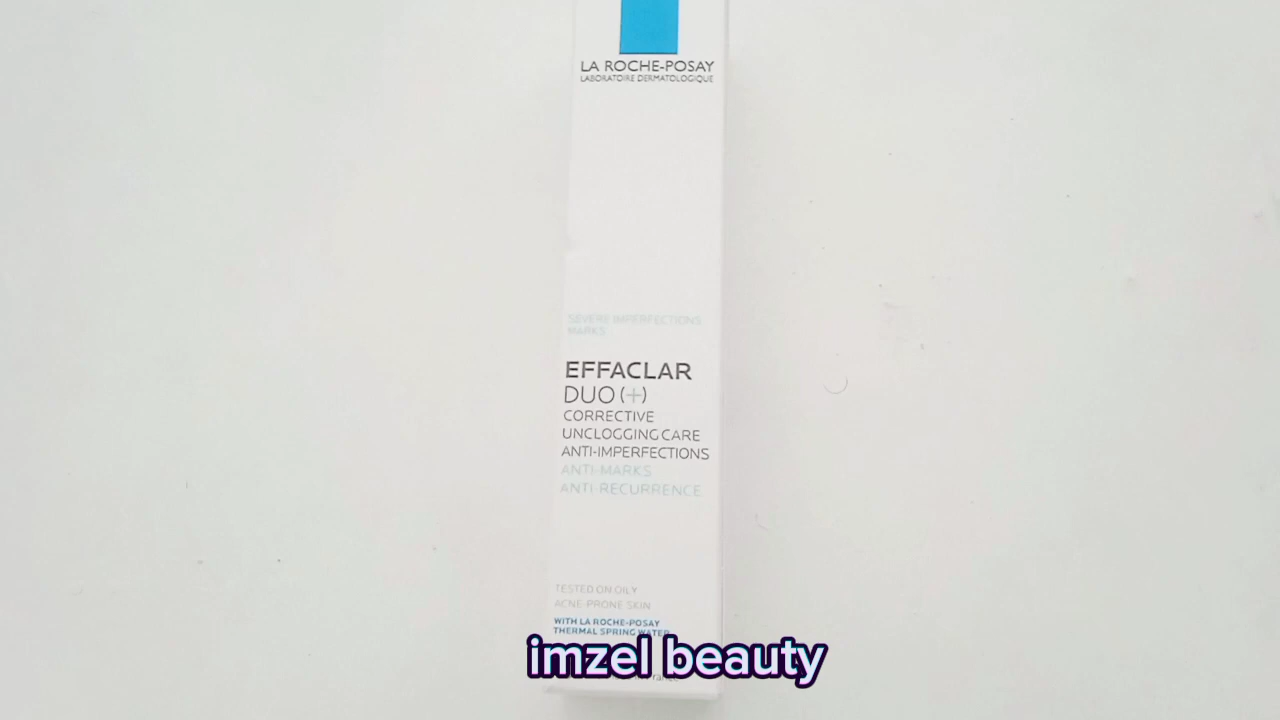 LA ROCHE-POSAY
LABORATOIRE DERMATOLOGIQUE
SEVERE IMPERFECTIONS
MARKS
EFFACLAR
DUO (+)
CORRECTIVE
UNCLOGGING CARE
ANTI-IMPERFECTIONS
ANTI-MARKS
ANTI-RECURRENCE
TESTED ON OILY
ACNE-PRONE SKIN
WITH LA ROCHE-POSAY
THERMAL SPRING WATER
imzel beauty